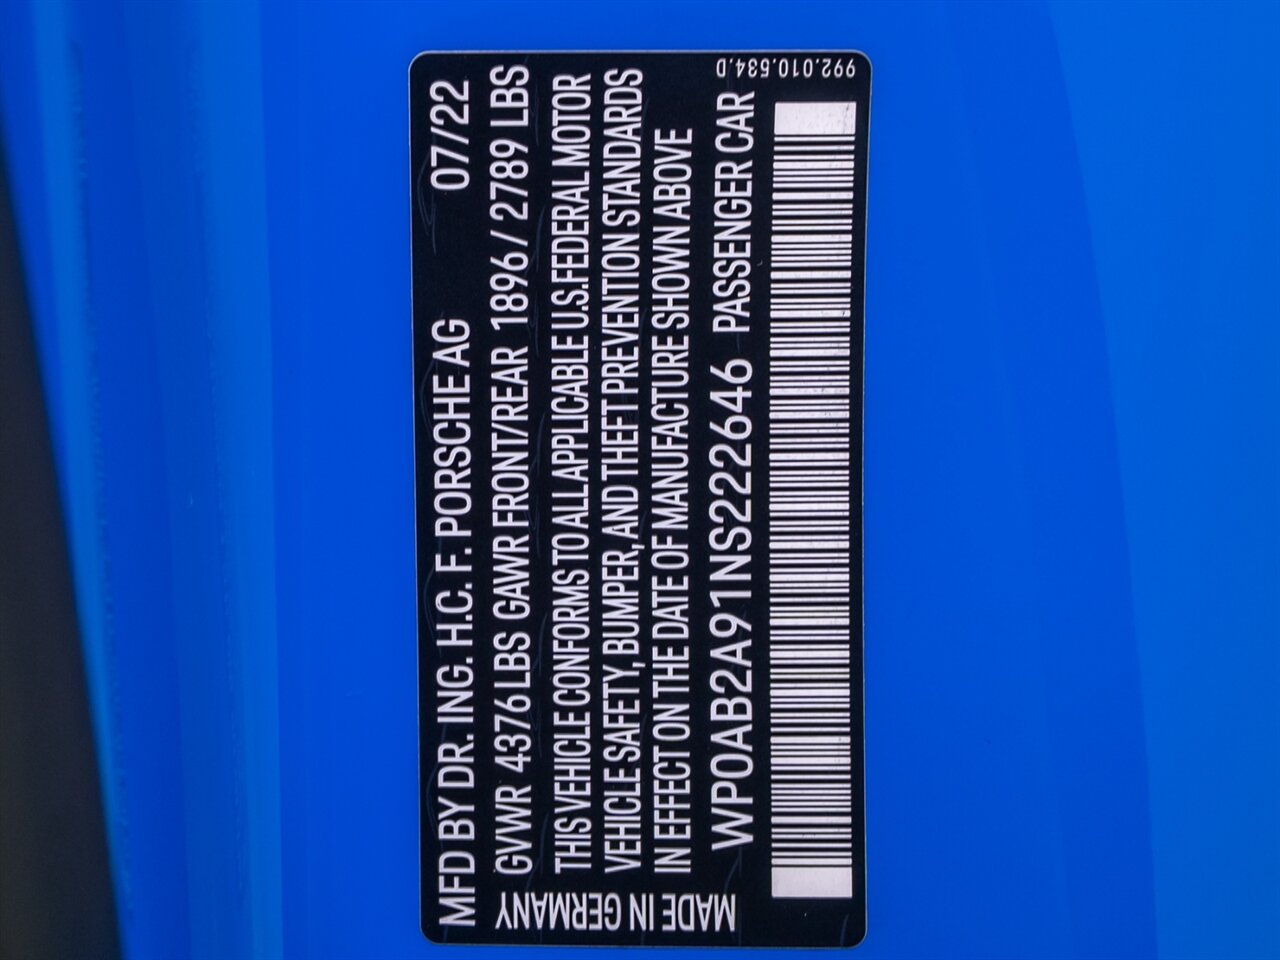 MFD BY DR. ING. H.C. F. PORSCHE AG 07/22
GVWR 4376 LBS GAWR FRONT/REAR 1896 / 2789 LBS
THIS VEHICLE CONFORMS TO ALL APPLICABLE U.S. FEDERAL MOTOR
VEHICLE SAFETY, BUMPER, AND THEFT PREVENTION STANDARDS
IN EFFECT ON THE DATE OF MANUFACTURE SHOWN ABOVE
WP0AB2A91NS222646 PASSENGER CAR
MADE IN GERMANY
992.010.534.D